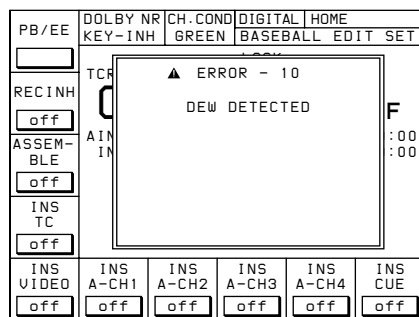 PB/EE
DOLBY NR CH.COND DIGITAL HOME
KEY-INH GREEN BASEBALL EDIT SET
TCR
⚠ ERROR - 10
DEW DETECTED
F
RECINH
off
AIN :00
IN :00
ASSEM-
BLE
off
INS
TC
off
INS INS INS INS INS INS
VIDEO A-CH1 A-CH2 A-CH3 A-CH4 CUE
off off off off off off